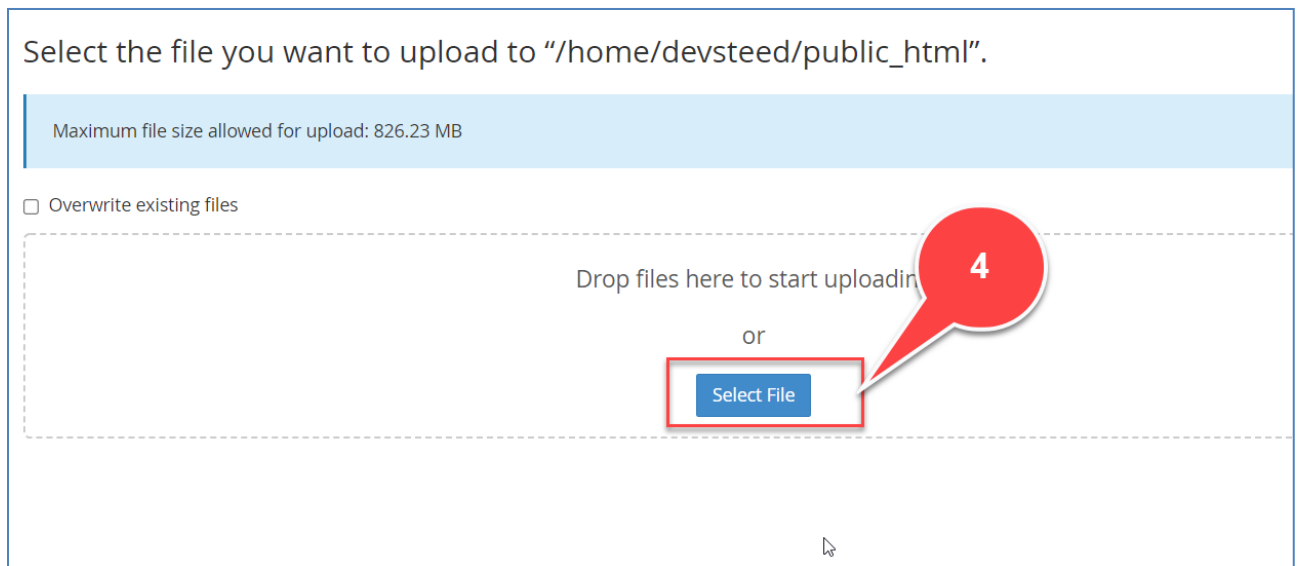 Select the file you want to upload to “/home/devsteed/public_html”.
Maximum file size allowed for upload: 826.23 MB
Overwrite existing files
Drop files here to start uploadin
4
or
Select File